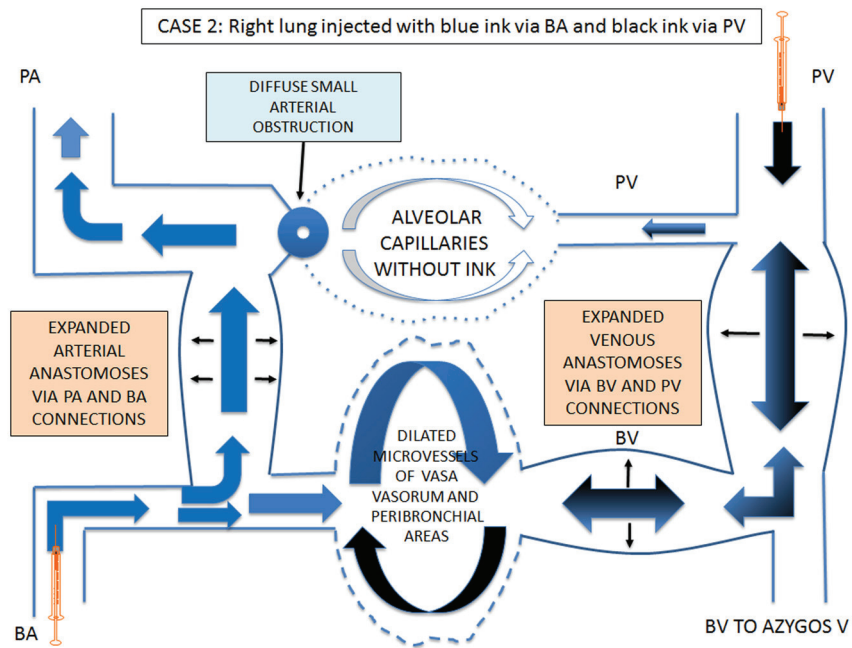 CASE 2: Right lung injected with blue ink via BA and black ink via PV
PA
DIFFUSE SMALL
ARTERIAL
OBSTRUCTION
PV
PV
ALVEOLAR
CAPILLARIES
WITHOUT INK
EXPANDED
ARTERIAL
ANASTOMOSES
VIA PA AND BA
CONNECTIONS
EXPANDED
VENOUS
ANASTOMOSES
VIA BV AND PV
CONNECTIONS
BV
DILATED
MICROVESSELS
OF VASA
VASORUM AND
PERIBRONCHIAL
AREAS
BA
BV TO AZYGOS V